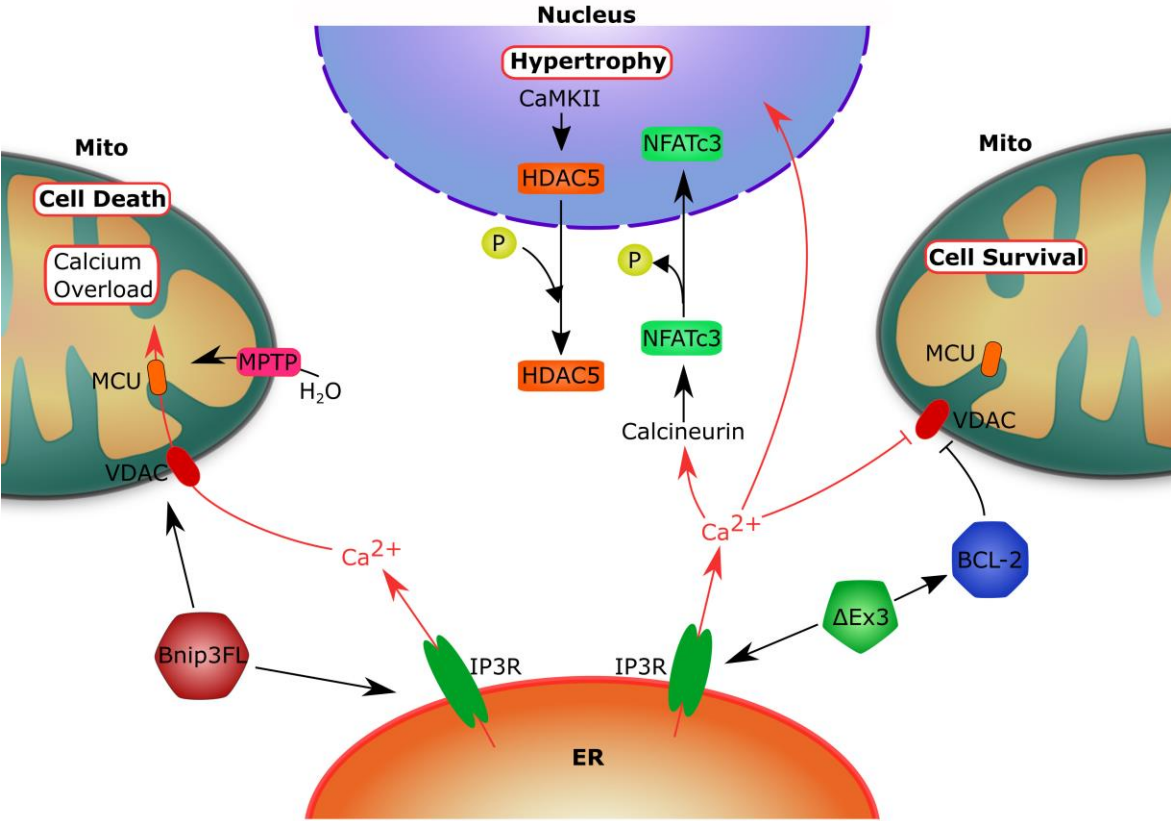 Nucleus
Hypertrophy
CaMKII
HDAC5
NFATc3
P
P
HDAC5
NFATc3
Calcineurin
Mito
Cell Death
Calcium
Overload
MCU
MPTP
H₂O
VDAC
Ca²⁺
Bnip3FL
IP3R
Mito
Cell Survival
MCU
VDAC
Ca²⁺
BCL-2
ΔEx3
IP3R
ER